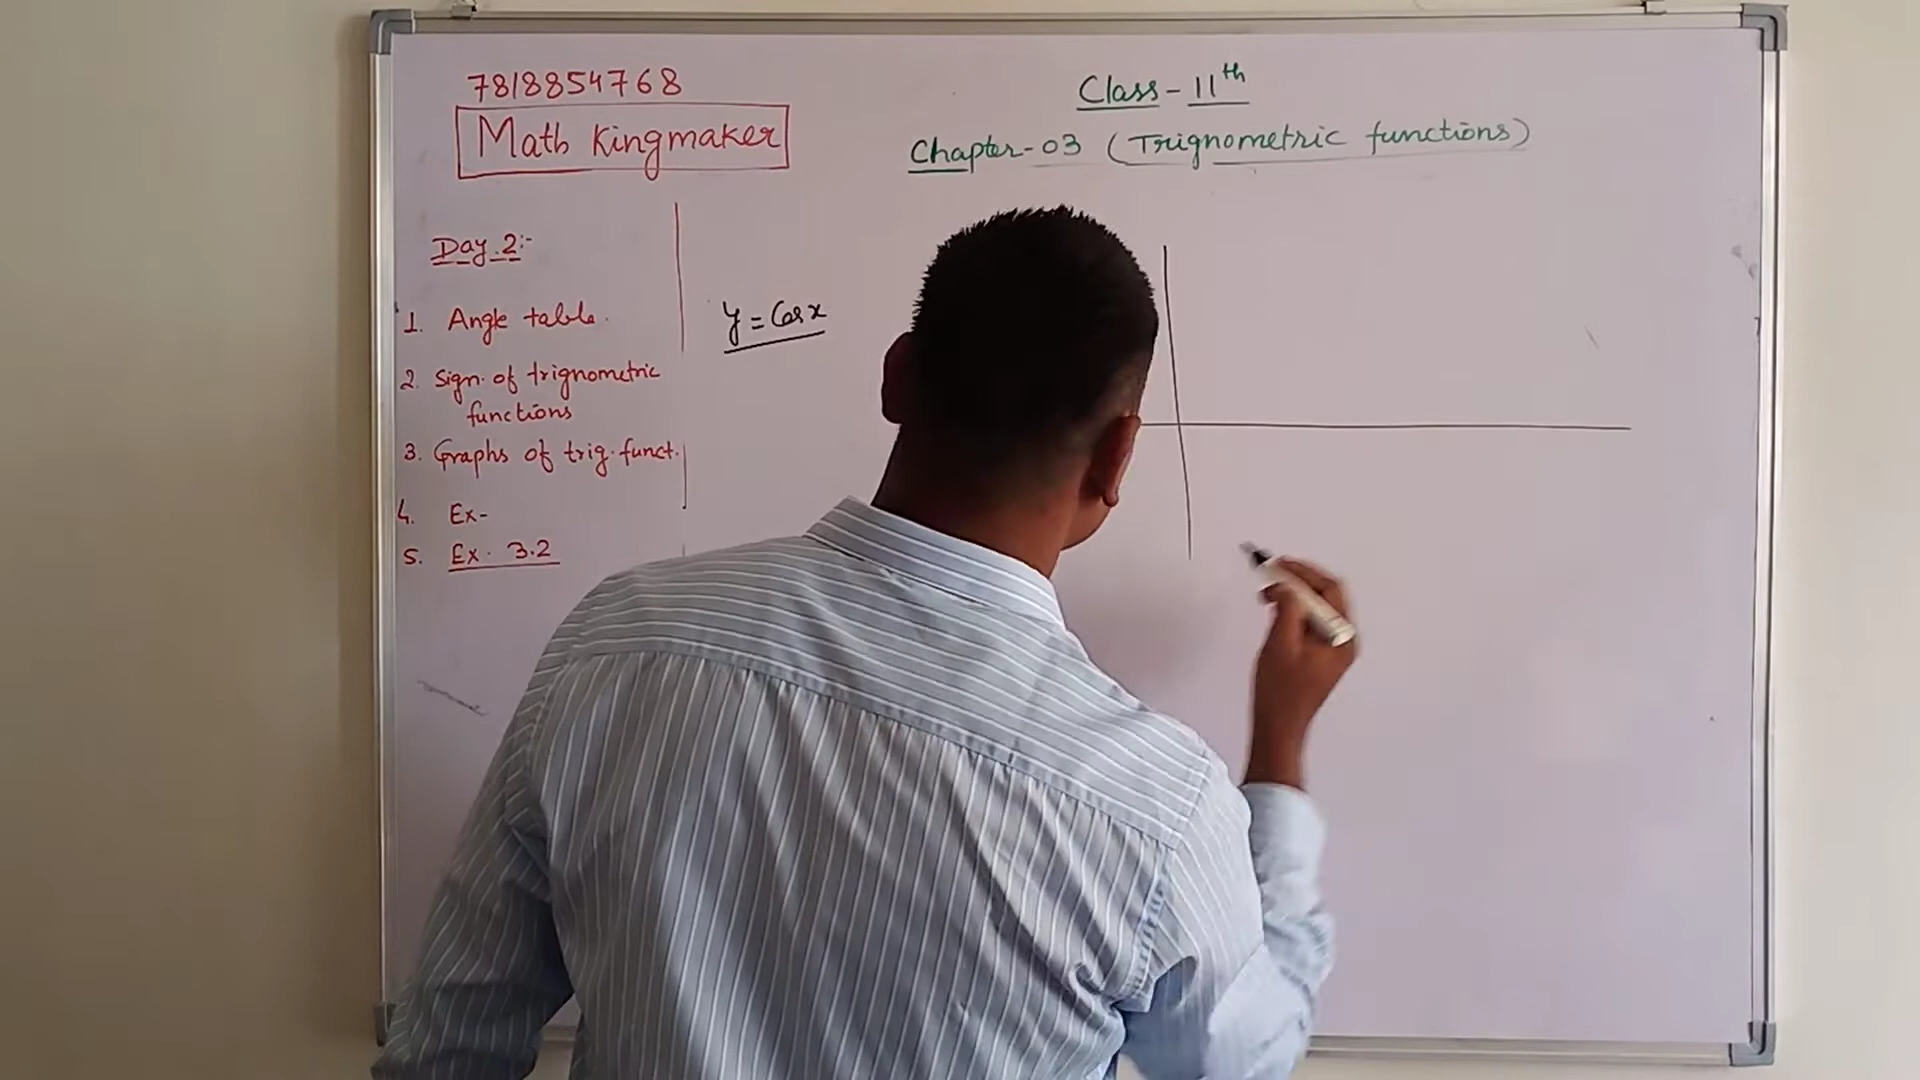 7818854768
Math Kingmaker
Class - 11th
Chapter - 03 (Trignometric functions)
Day 2:-
1. Angle table.
2. Sign. of trignometric
functions
3. Graphs of trig. funct.
4. Ex-
5. Ex. 3.2
y = Cos x